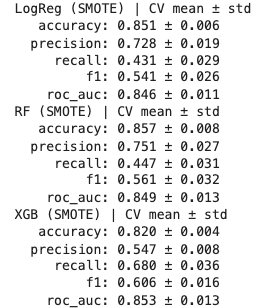 LogReg (SMOTE) | CV mean ± std
accuracy: 0.851 ± 0.006
precision: 0.728 ± 0.019
recall: 0.431 ± 0.029
f1: 0.541 ± 0.026
roc_auc: 0.846 ± 0.011
RF (SMOTE) | CV mean ± std
accuracy: 0.857 ± 0.008
precision: 0.751 ± 0.027
recall: 0.447 ± 0.031
f1: 0.561 ± 0.032
roc_auc: 0.849 ± 0.013
XGB (SMOTE) | CV mean ± std
accuracy: 0.820 ± 0.004
precision: 0.547 ± 0.008
recall: 0.680 ± 0.036
f1: 0.606 ± 0.016
roc_auc: 0.853 ± 0.013